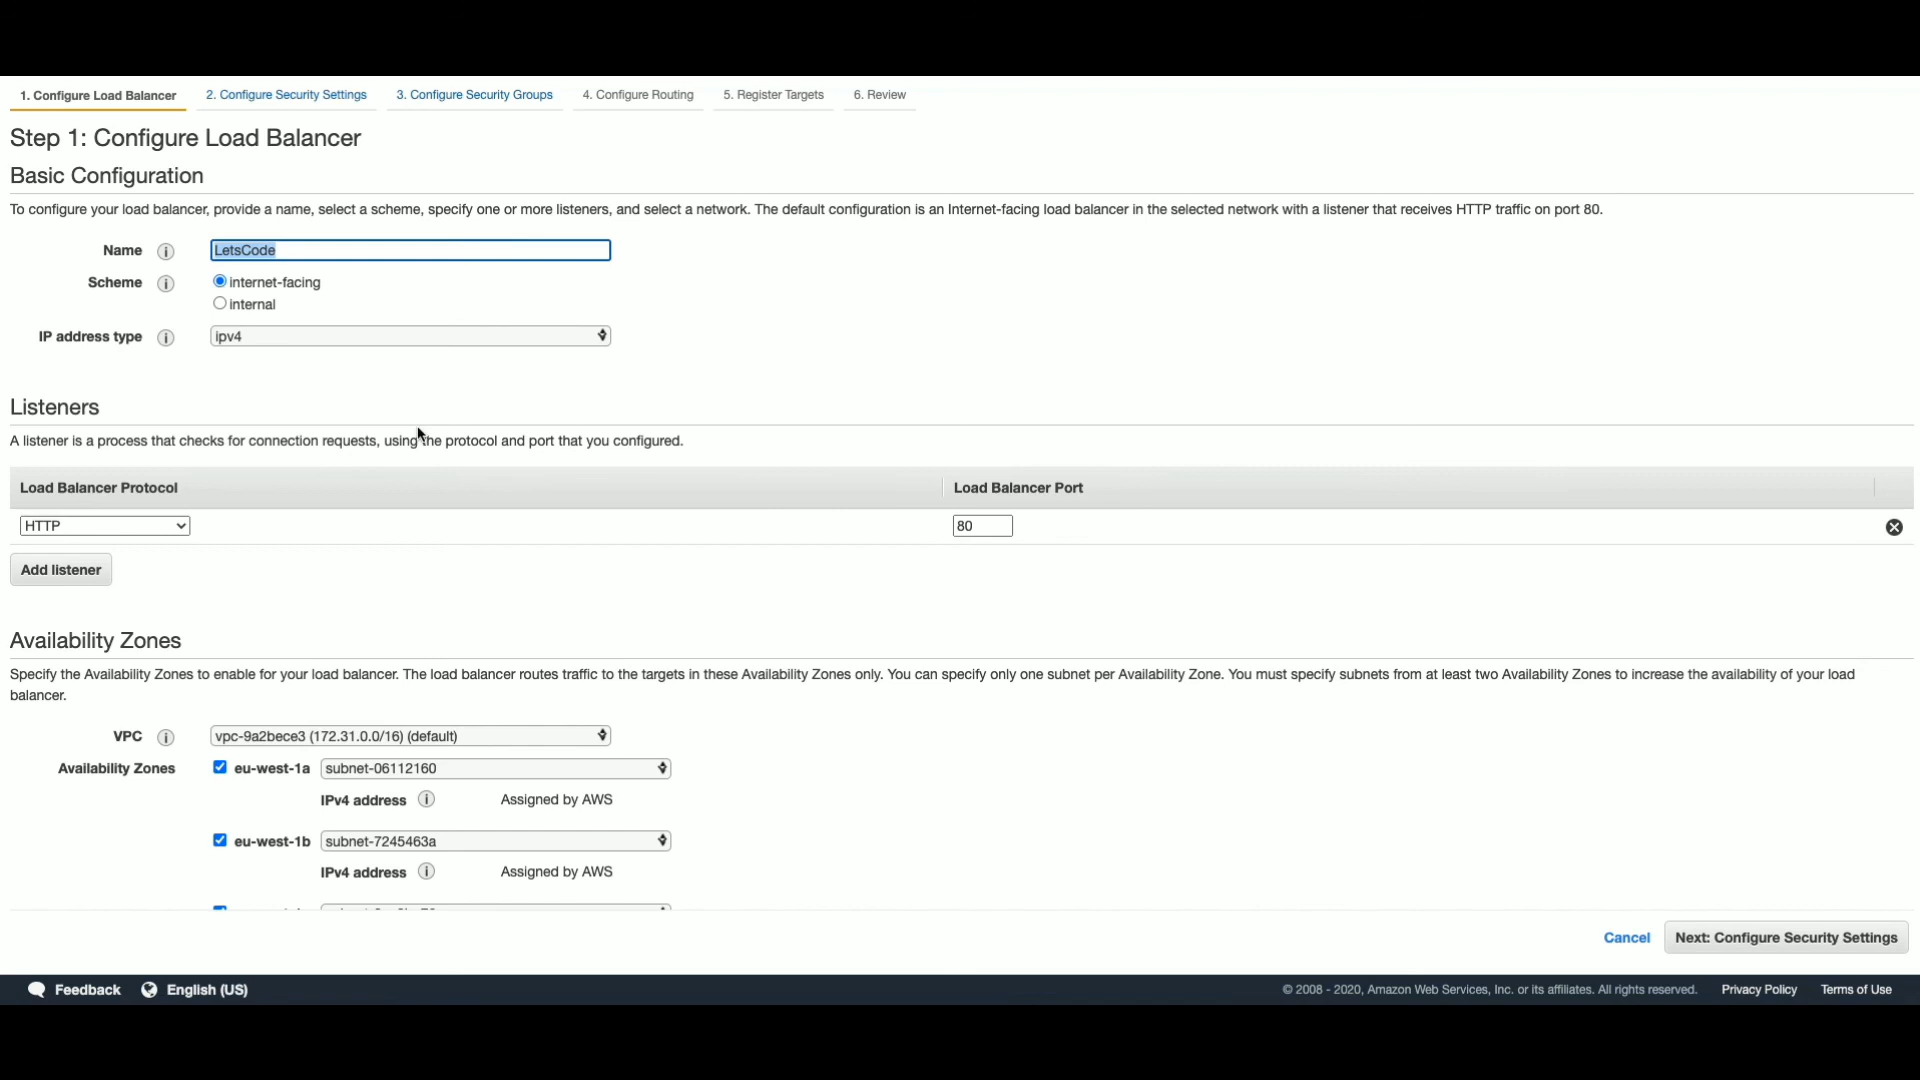 1. Configure Load Balancer 2. Configure Security Settings 3. Configure Security Groups 4. Configure Routing 5. Register Targets 6. Review
Step 1: Configure Load Balancer
Basic Configuration
To configure your load balancer, provide a name, select a scheme, specify one or more listeners, and select a network. The default configuration is an Internet-facing load balancer in the selected network with a listener that receives HTTP traffic on port 80.
Name i LetsCode
Scheme i internet-facing
internal
IP address type i ipv4
Listeners
A listener is a process that checks for connection requests, using the protocol and port that you configured.
Load Balancer Protocol Load Balancer Port
HTTP 80
Add listener
Availability Zones
Specify the Availability Zones to enable for your load balancer. The load balancer routes traffic to the targets in these Availability Zones only. You can specify only one subnet per Availability Zone. You must specify subnets from at least two Availability Zones to increase the availability of your load
balancer.
VPC i vpc-9a2bece3 (172.31.0.0/16) (default)
Availability Zones eu-west-1a subnet-06112160
IPv4 address i Assigned by AWS
eu-west-1b subnet-7245463a
IPv4 address i Assigned by AWS
Cancel Next: Configure Security Settings
Feedback English (US) © 2008 - 2020, Amazon Web Services, Inc. or its affiliates. All rights reserved. Privacy Policy Terms of Use